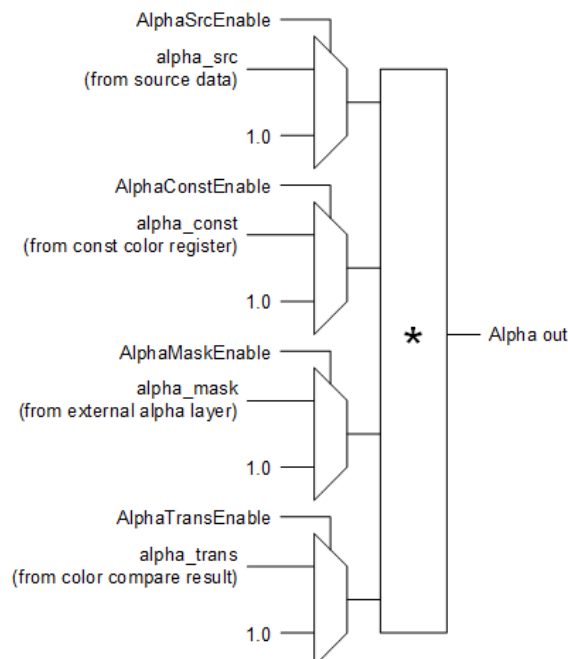 AlphaSrcEnable
alpha_src
(from source data)
1.0
AlphaConstEnable
alpha_const
(from const color register)
1.0
AlphaMaskEnable
alpha_mask
(from external alpha layer)
1.0
AlphaTransEnable
alpha_trans
(from color compare result)
1.0
*
Alpha out